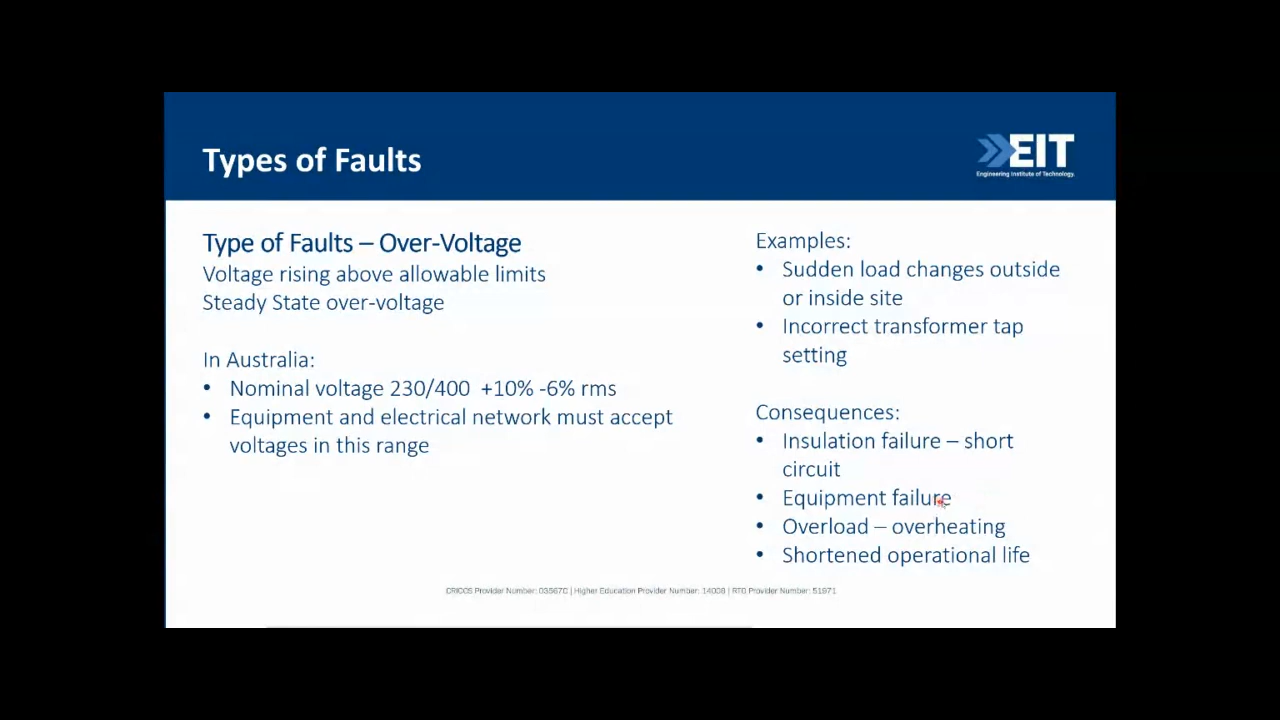 Types of Faults
EIT
Engineering Institute of Technology
Type of Faults – Over-Voltage
Voltage rising above allowable limits
Steady State over-voltage
In Australia:
• Nominal voltage 230/400 +10% -6% rms
• Equipment and electrical network must accept
voltages in this range
Examples:
• Sudden load changes outside
or inside site
• Incorrect transformer tap
setting
Consequences:
• Insulation failure – short
circuit
• Equipment failure
• Overload – overheating
• Shortened operational life
CRICOS Provider Number: 03567C | Higher Education Provider Number: 14008 | RTO Provider Number: 51971